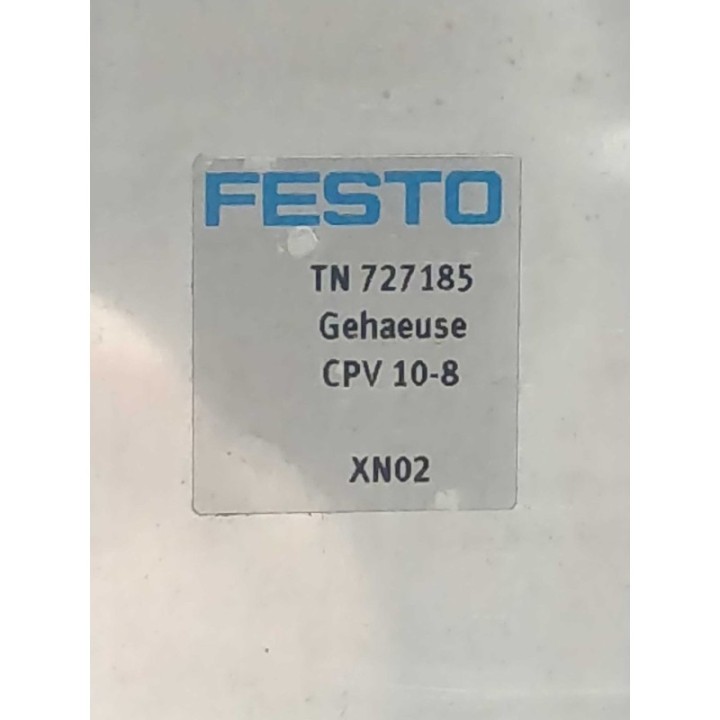 FESTO
TN 727185
Gehaeuse
CPV 10-8
XN02